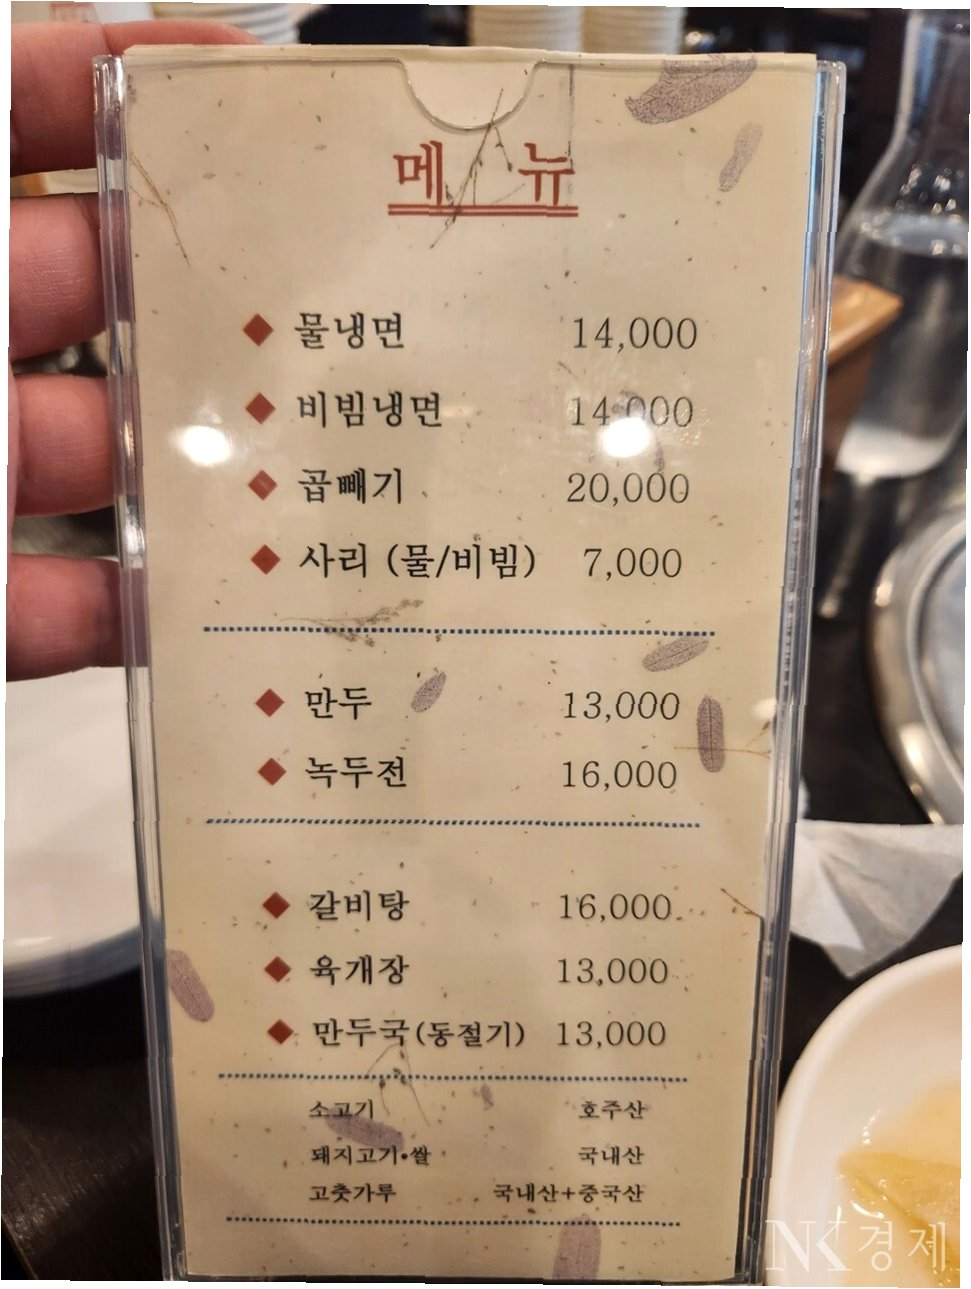 메뉴
◆ 물냉면 14,000
◆ 비빔냉면 14,000
◆ 곱빼기 20,000
◆ 사리 (물/비빔) 7,000
◆ 만두 13,000
◆ 녹두전 16,000
◆ 갈비탕 16,000
◆ 육개장 13,000
◆ 만두국(동절기) 13,000
소고기 호주산
돼지고기•쌀 국내산
고춧가루 국내산+중국산
NK경제